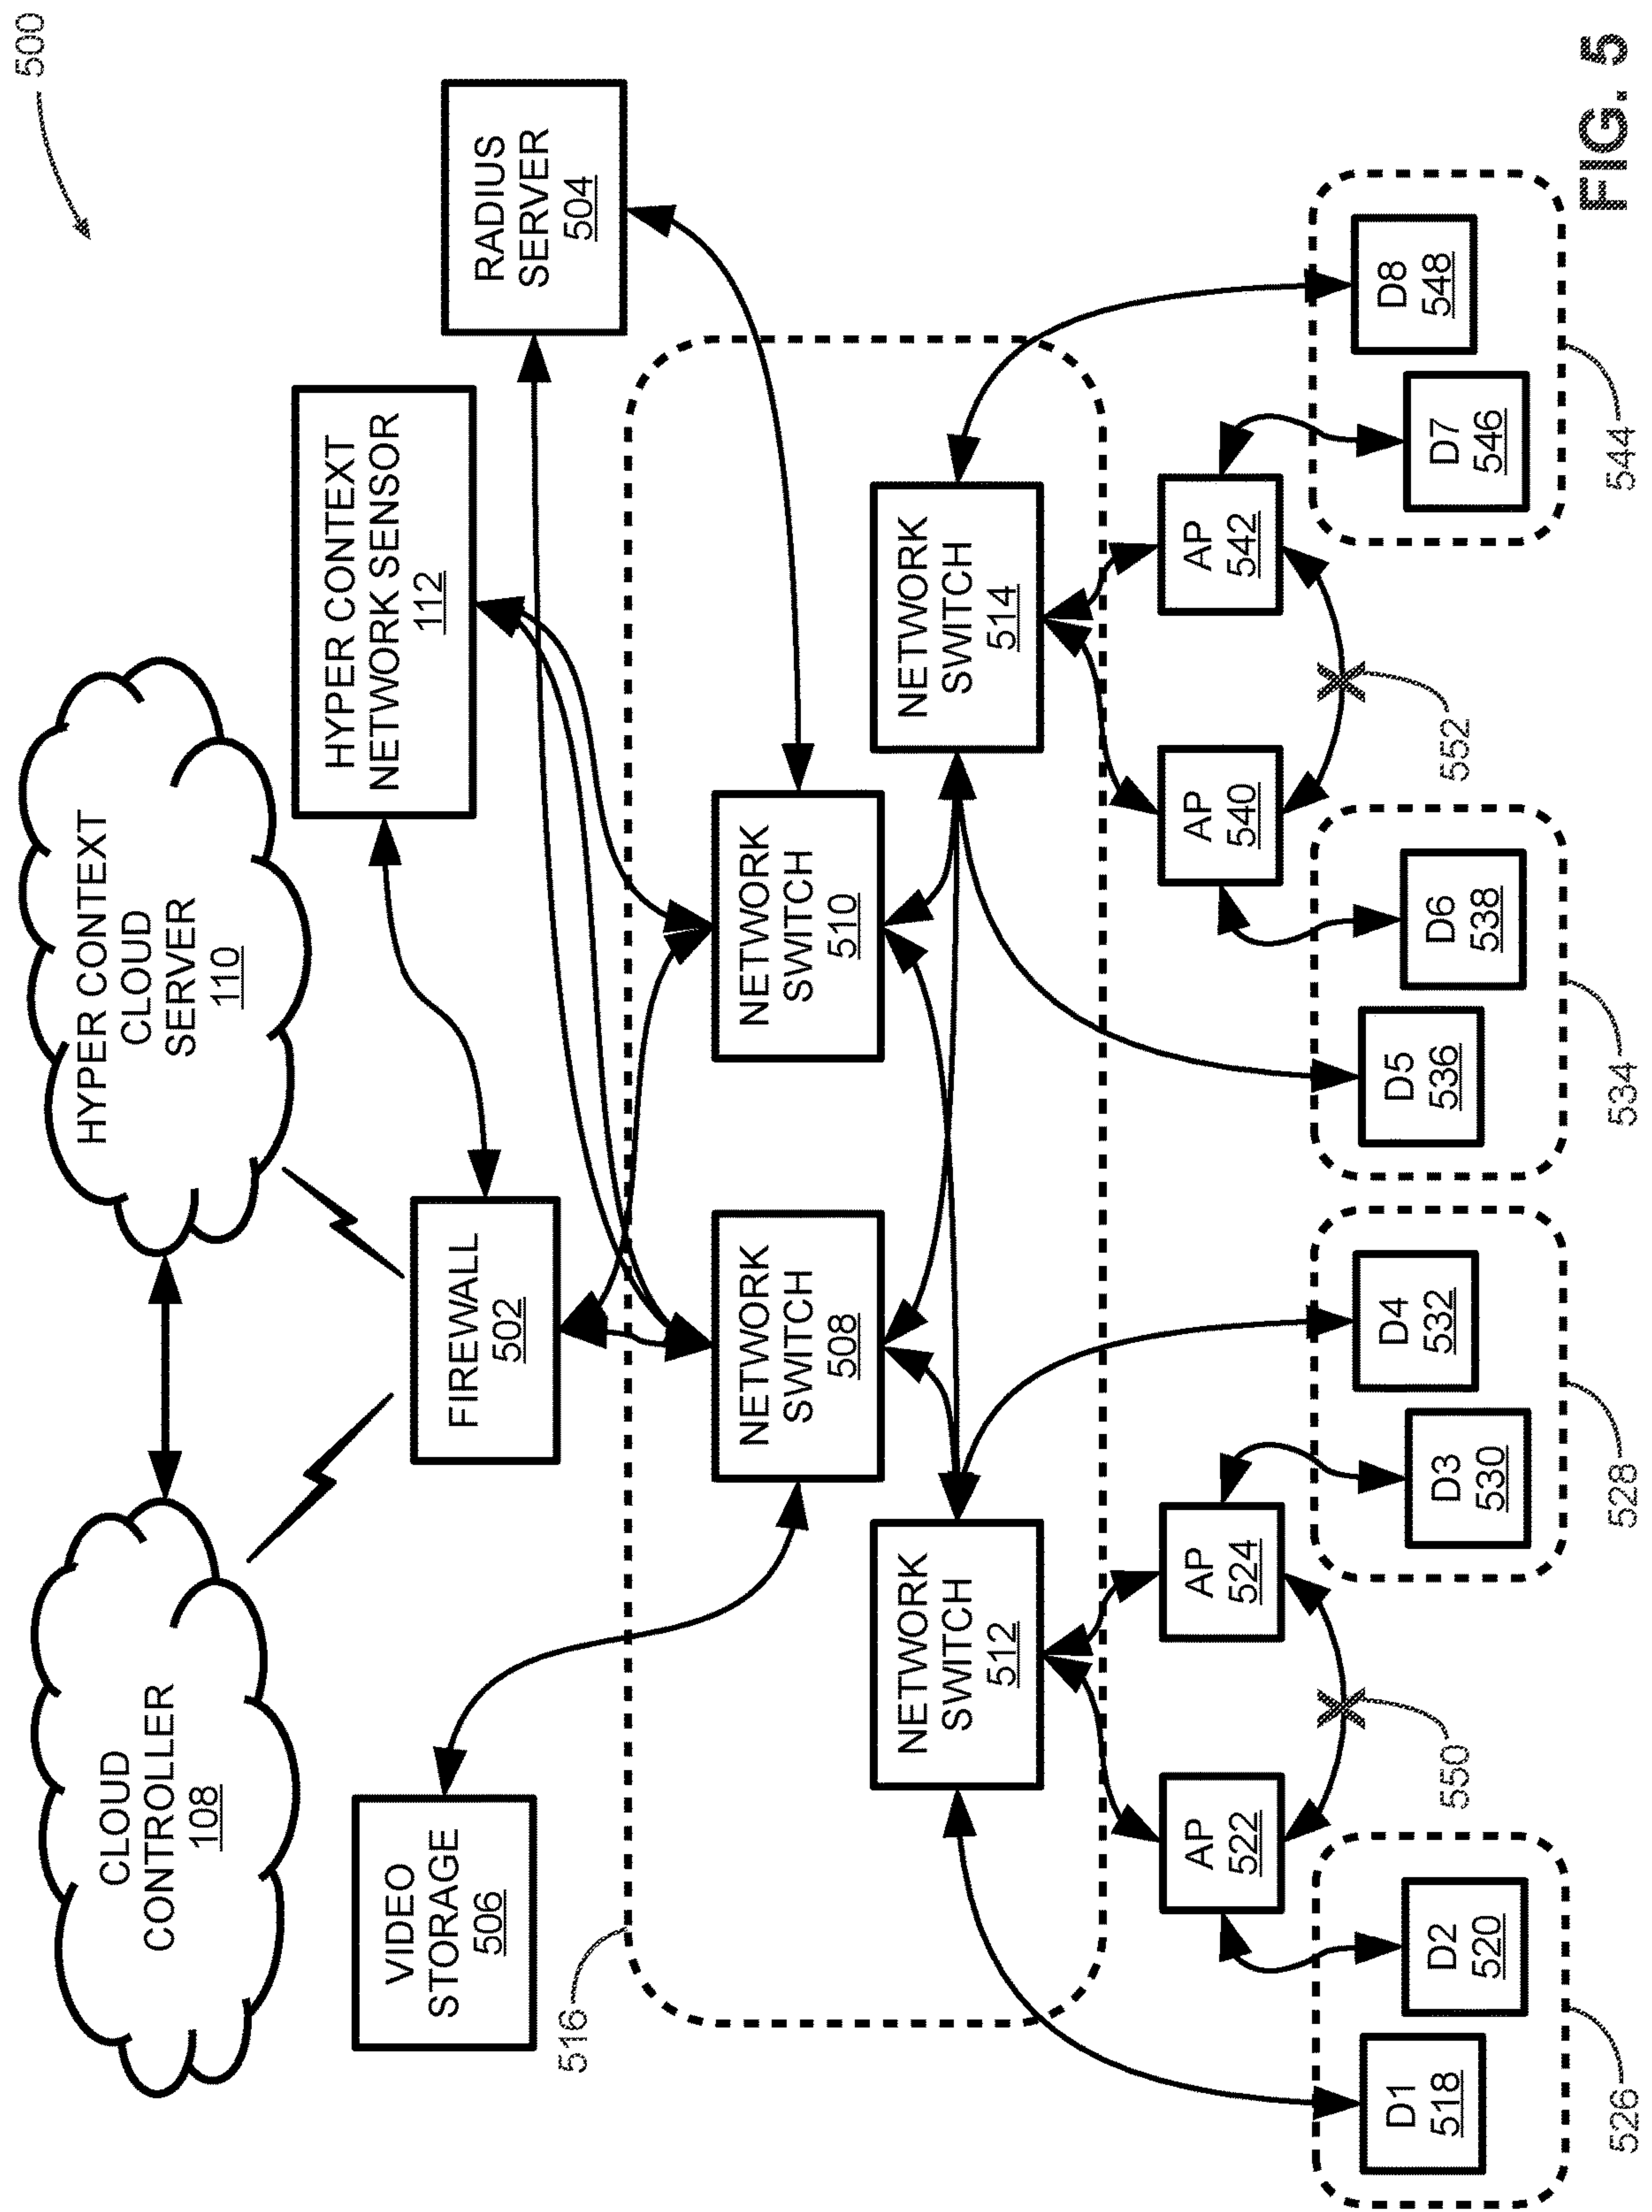 500
CLOUD
CONTROLLER
108
HYPER CONTEXT
CLOUD
SERVER
110
VIDEO
STORAGE
506
FIREWALL
502
HYPER CONTEXT
NETWORK SENSOR
112
RADIUS
SERVER
504
516
NETWORK
SWITCH
508
NETWORK
SWITCH
510
NETWORK
SWITCH
512
NETWORK
SWITCH
514
AP
522
AP
524
AP
540
AP
542
550
552
D1
518
D2
520
D3
530
D4
532
D5
536
D6
538
D7
546
D8
548
526
528
534
544
FIG. 5